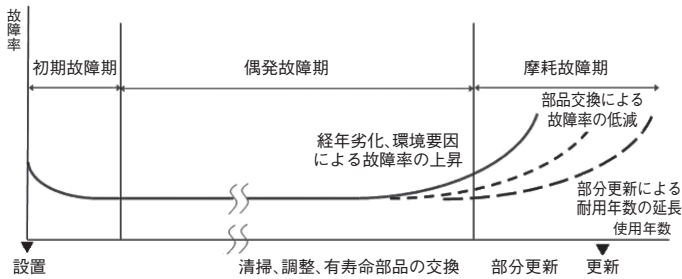 故障率
初期故障期
偶発故障期
摩耗故障期
部品交換による
故障率の低減
経年劣化、環境要因
による故障率の上昇
部分更新による
耐用年数の延長
使用年数
設置
清掃、調整、有寿命部品の交換
部分更新
更新